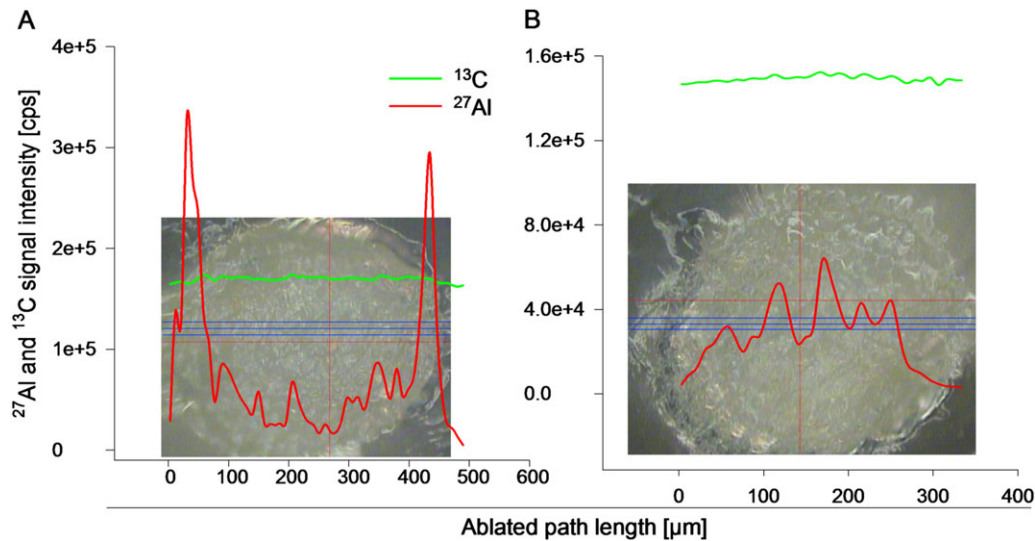 A
B
²⁷Al and ¹³C signal intensity [cps]
4e+5
3e+5
2e+5
1e+5
0
¹³C
²⁷Al
0 100 200 300 400 500 600
1.6e+5
1.2e+5
8.0e+4
4.0e+4
0.0
0 100 200 300 400
Ablated path length [µm]